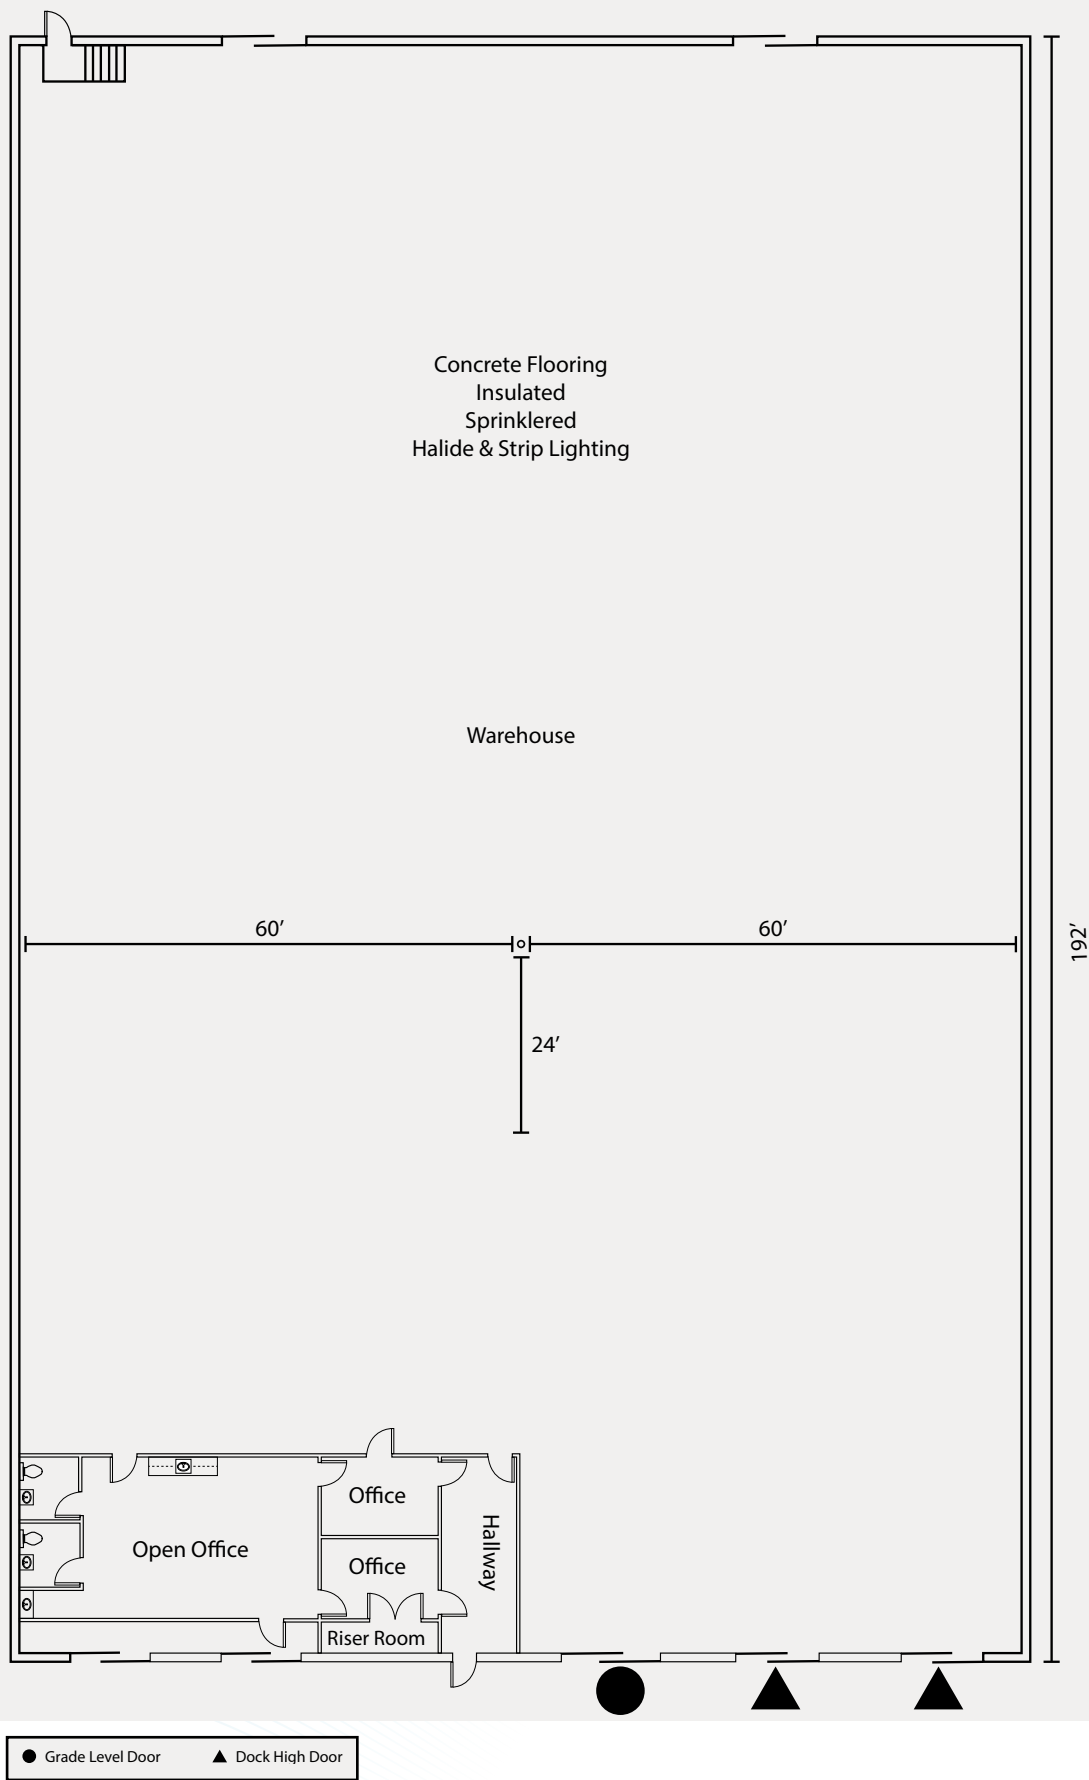 Concrete Flooring
Insulated
Sprinklered
Halide & Strip Lighting
Warehouse
60’
60’
192’
24’
Office
Open Office
Office
Hallway
Riser Room
Grade Level Door
Dock High Door